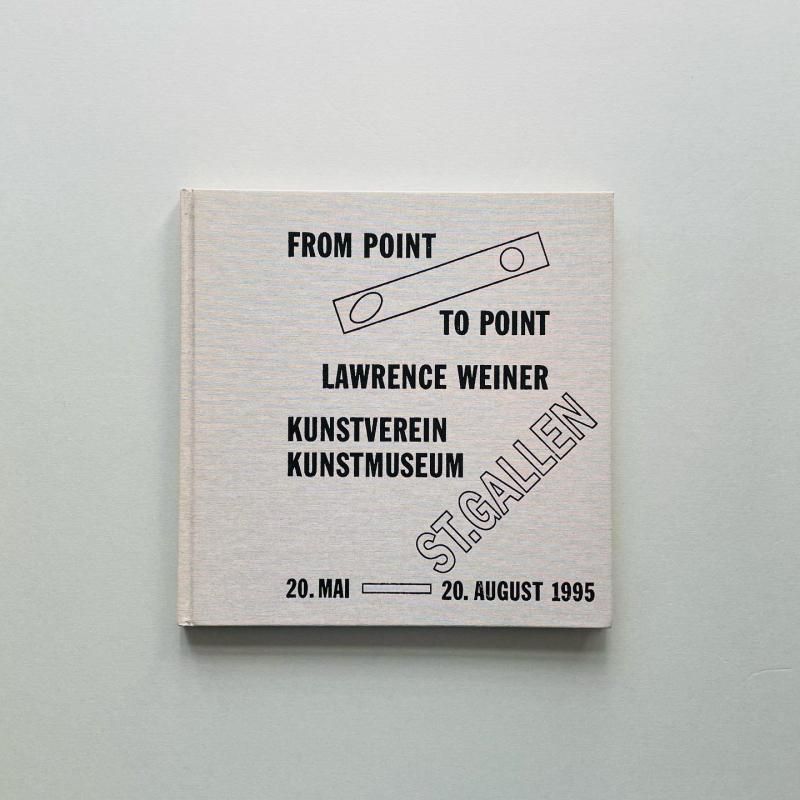 FROM POINT
TO POINT
LAWRENCE WEINER
KUNSTVEREIN
KUNSTMUSEUM
ST.GALLEN
20. MAI 20. AUGUST 1995